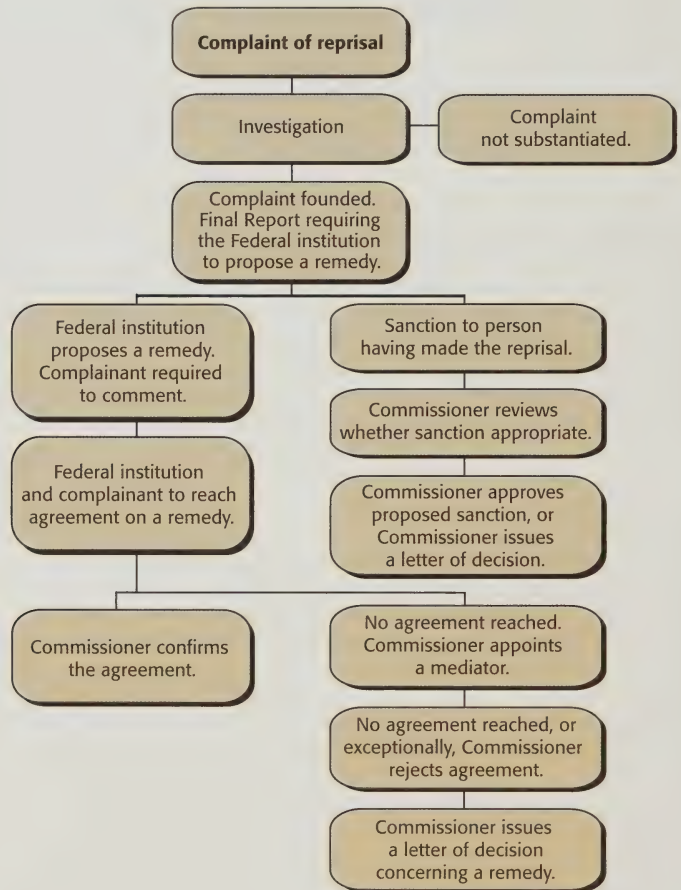 Complaint of reprisal
Investigation
Complaint
not substantiated.
Complaint founded.
Final Report requiring
the Federal institution
to propose a remedy.
Federal institution
proposes a remedy.
Complainant required
to comment.
Sanction to person
having made the reprisal.
Commissioner reviews
whether sanction appropriate.
Federal institution
and complainant to reach
agreement on a remedy.
Commissioner approves
proposed sanction, or
Commissioner issues
a letter of decision.
Commissioner confirms
the agreement.
No agreement reached.
Commissioner appoints
a mediator.
No agreement reached, or
exceptionally, Commissioner
rejects agreement.
Commissioner issues
a letter of decision
concerning a remedy.